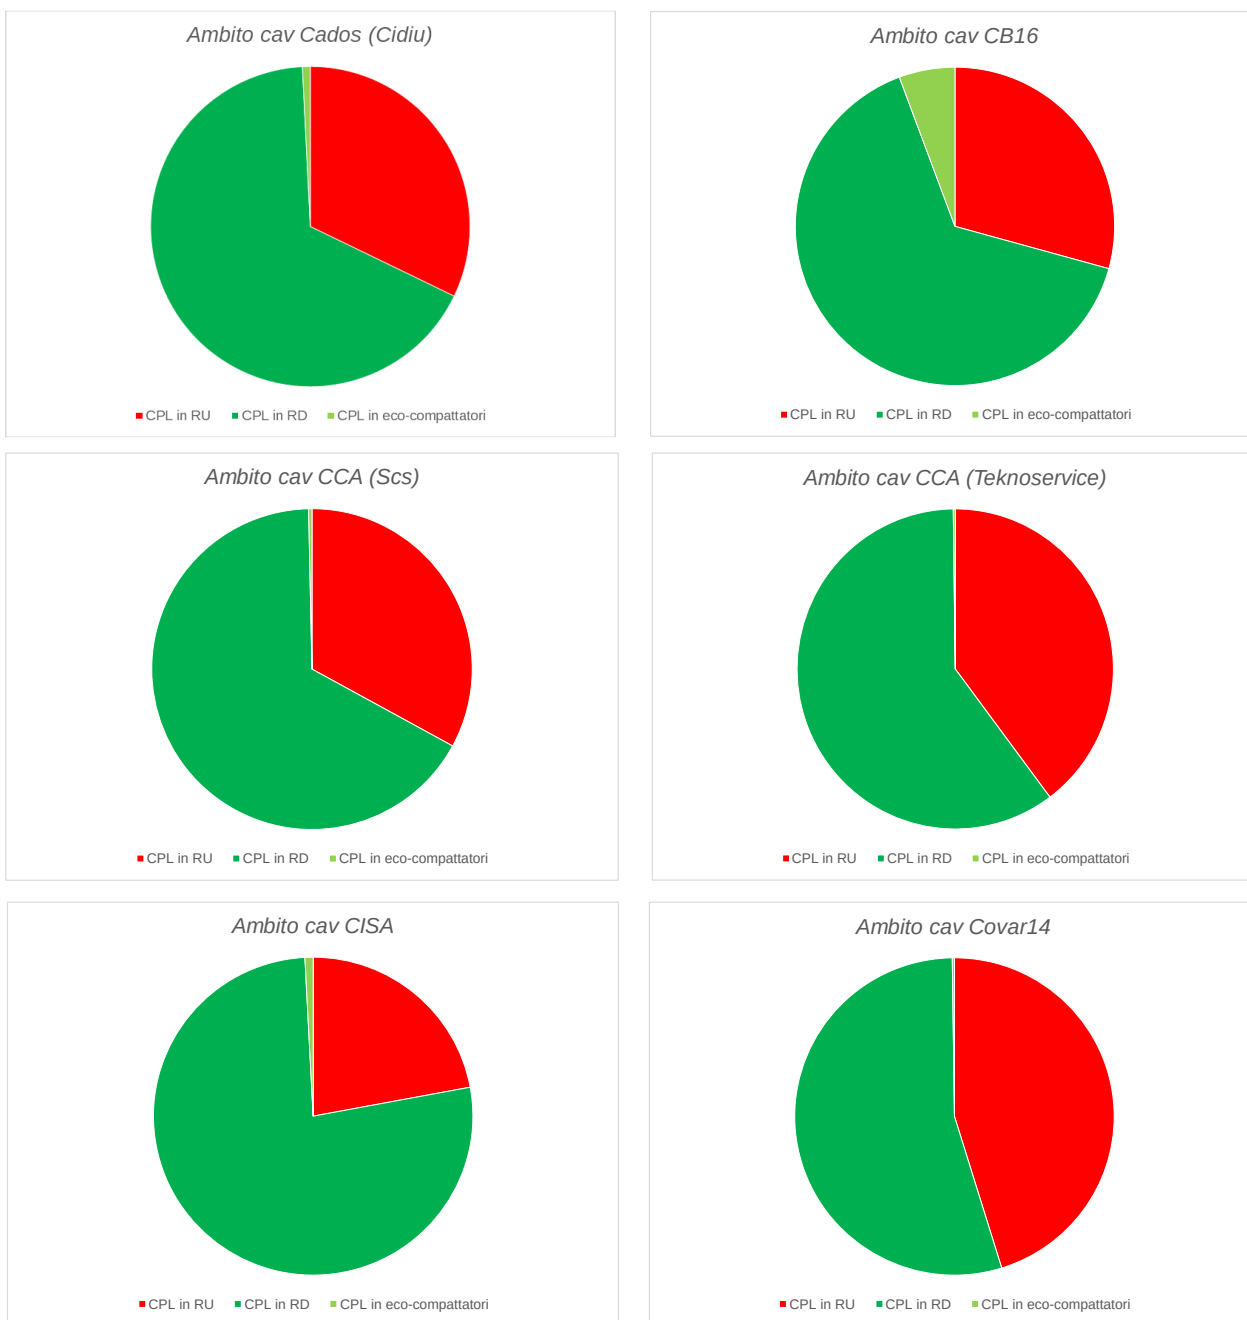 Ambito cav Cados (Cidiu)
CPL in RU CPL in RD CPL in eco-compattatori
Ambito cav CB16
CPL in RU CPL in RD CPL in eco-compattatori
Ambito cav CCA (Scs)
CPL in RU CPL in RD CPL in eco-compattatori
Ambito cav CCA (Teknoservice)
CPL in RU CPL in RD CPL in eco-compattatori
Ambito cav CISA
CPL in RU CPL in RD CPL in eco-compattatori
Ambito cav Covar14
CPL in RU CPL in RD CPL in eco-compattatori